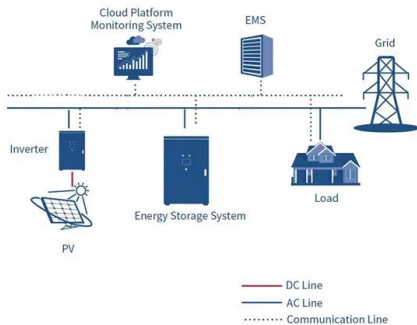 Cloud Platform
Monitoring System
EMS
Grid
Inverter
Energy Storage System
Load
PV
DC Line
AC Line
Communication Line